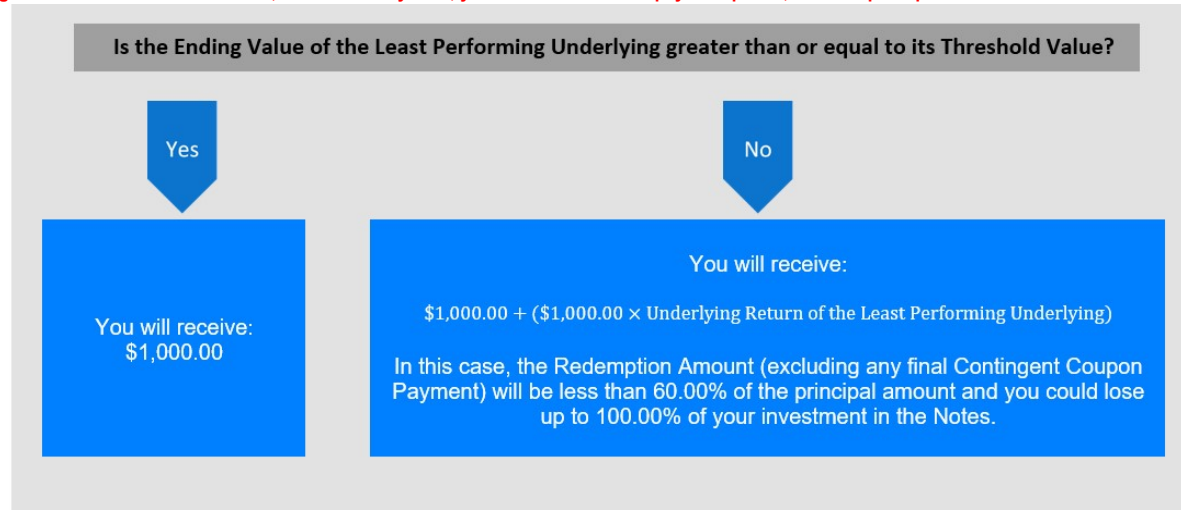 Is the Ending Value of the Least Performing Underlying greater than or equal to its Threshold Value?
Yes
No
You will receive:
$1,000.00
You will receive:
$1,000.00 + ($1,000.00 × Underlying Return of the Least Performing Underlying)
In this case, the Redemption Amount (excluding any final Contingent Coupon
Payment) will be less than 60.00% of the principal amount and you could lose
up to 100.00% of your investment in the Notes.